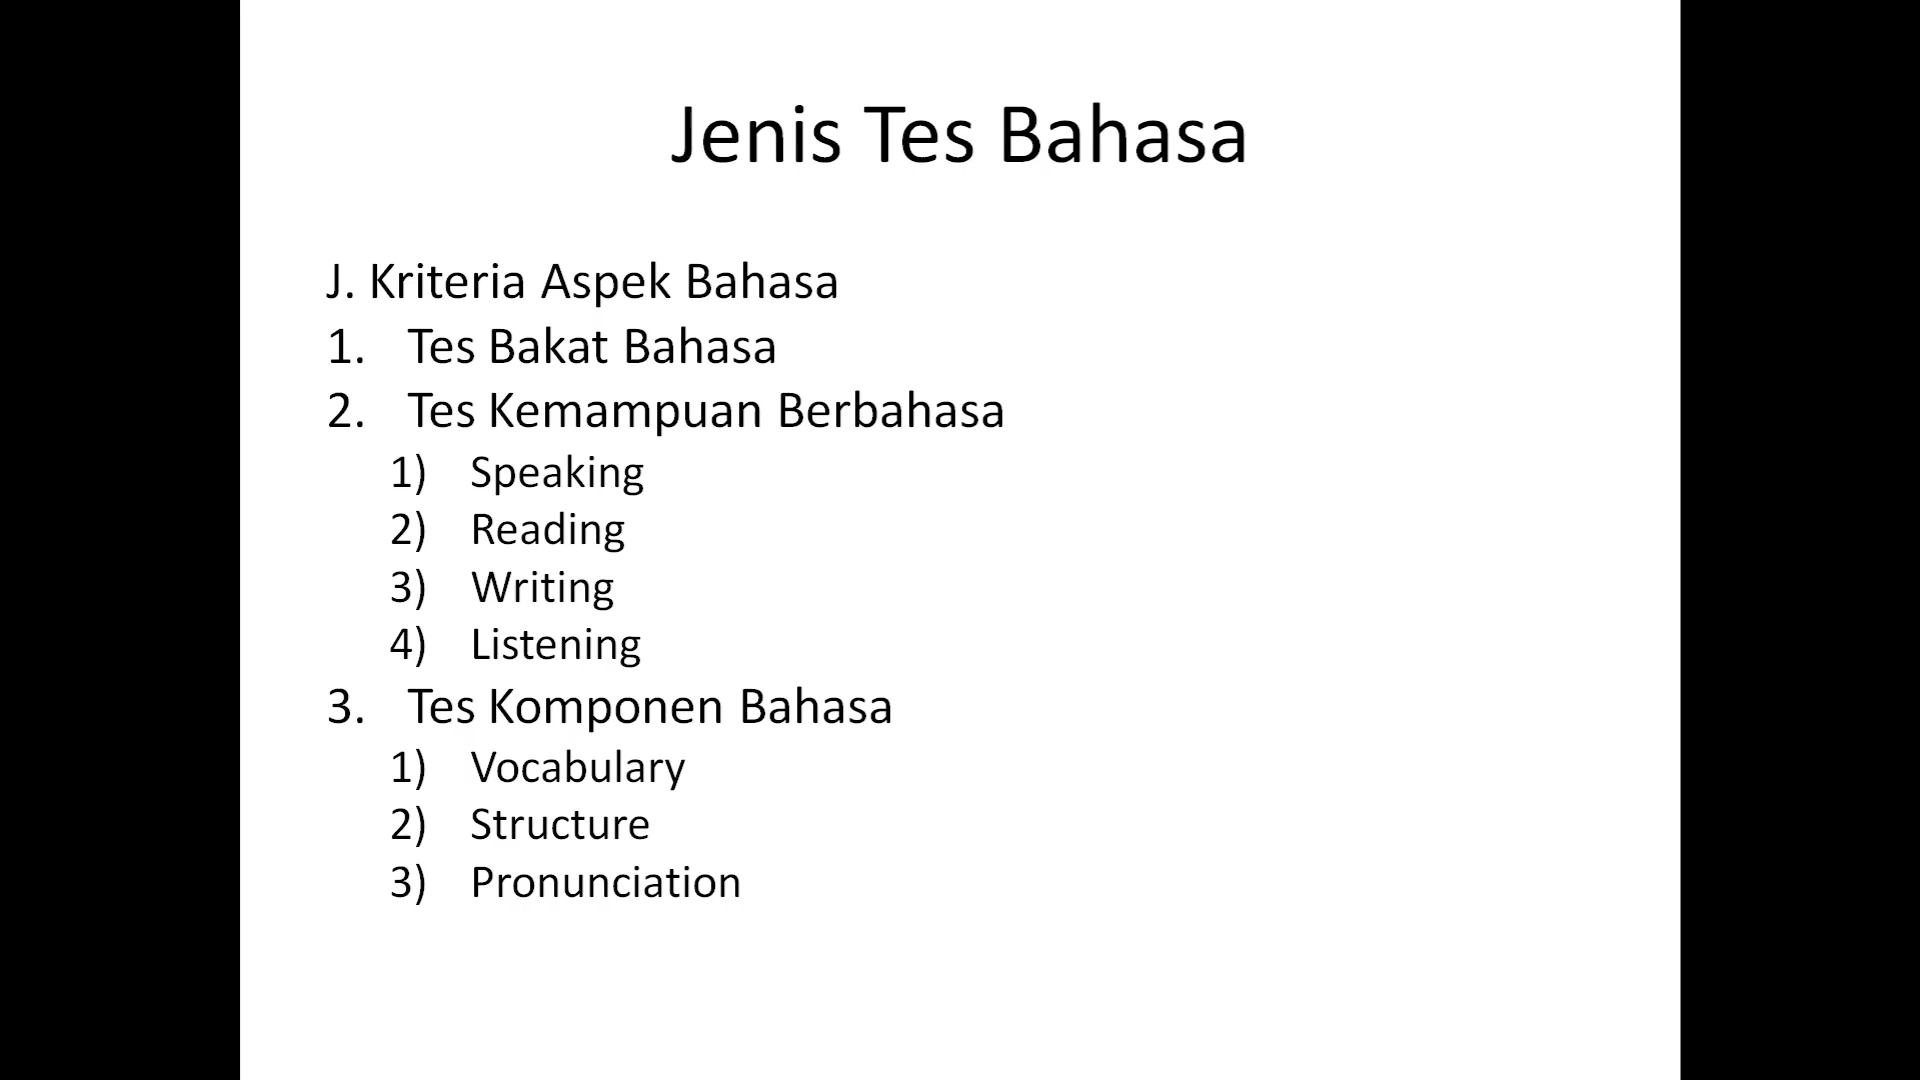 Jenis Tes Bahasa
J. Kriteria Aspek Bahasa
1. Tes Bakat Bahasa
2. Tes Kemampuan Berbahasa
1) Speaking
2) Reading
3) Writing
4) Listening
3. Tes Komponen Bahasa
1) Vocabulary
2) Structure
3) Pronunciation